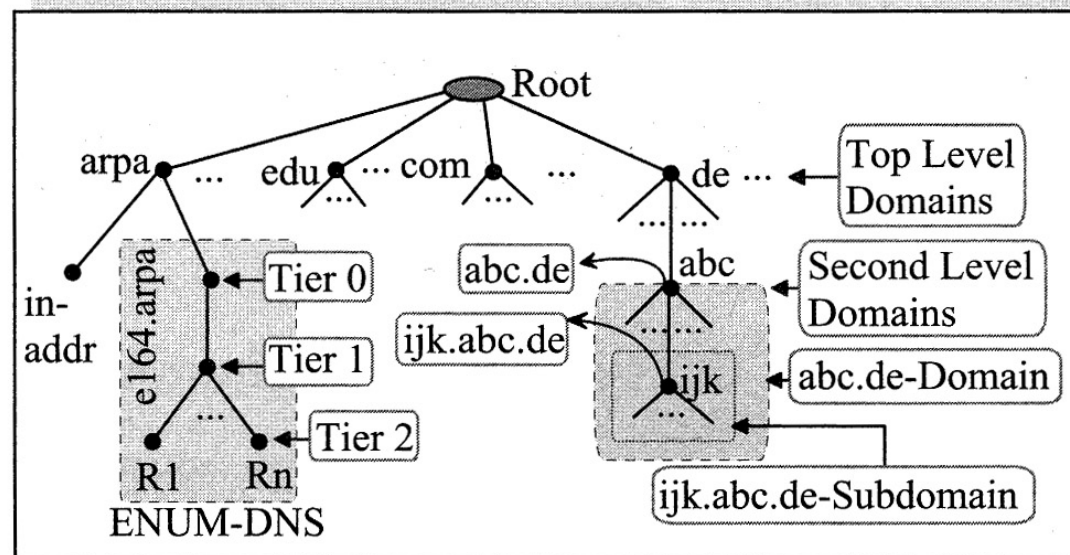 Root
arpa ... edu ... com ... de ...
Top Level
Domains
... ... ... ...
in-
addr
e164.arpa
Tier 0
Tier 1
...
Tier 2
R1 Rn
ENUM-DNS
abc.de
abc
Second Level
Domains
... ...
ijk.abc.de
ijk
...
abc.de-Domain
ijk.abc.de-Subdomain